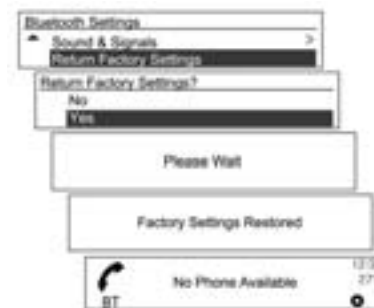 Bluetooth Settings
Sound & Signals >
Return Factory Settings
Return Factory Settings?
No
Yes
Please Wait
Factory Settings Restored
No Phone Available
BT